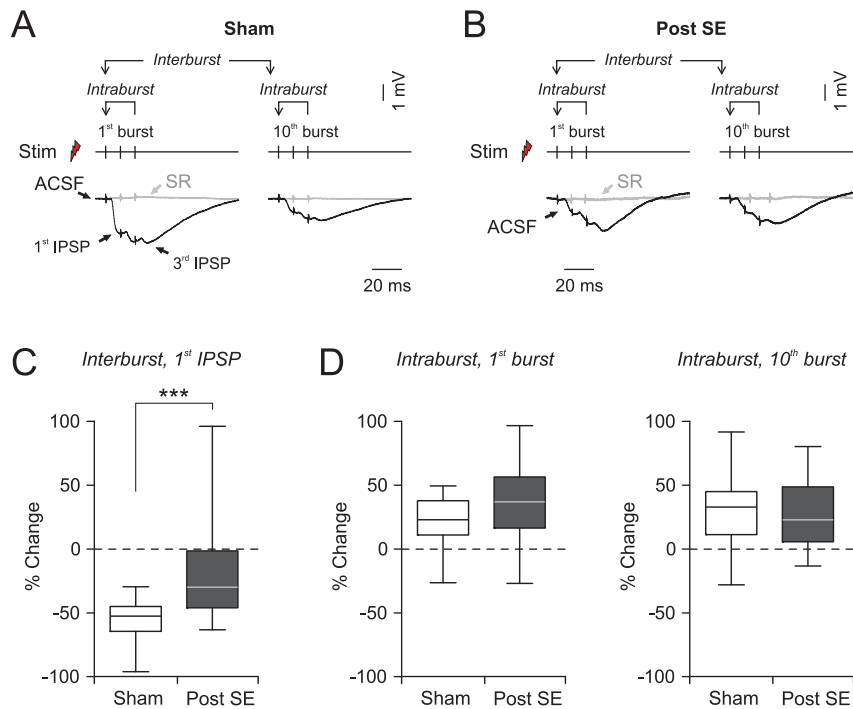 A
Sham
Interburst
Intraburst
Intraburst
1 mV
1st burst
10th burst
Stim
ACSF
SR
1st IPSP
3rd IPSP
20 ms
B
Post SE
Interburst
Intraburst
Intraburst
1 mV
1st burst
10th burst
Stim
SR
ACSF
20 ms
C
Interburst, 1st IPSP
***
100
50
0
-50
-100
% Change
Sham
Post SE
D
Intraburst, 1st burst
100
50
0
-50
-100
% Change
Sham
Post SE
Intraburst, 10th burst
100
50
0
-50
-100
% Change
Sham
Post SE